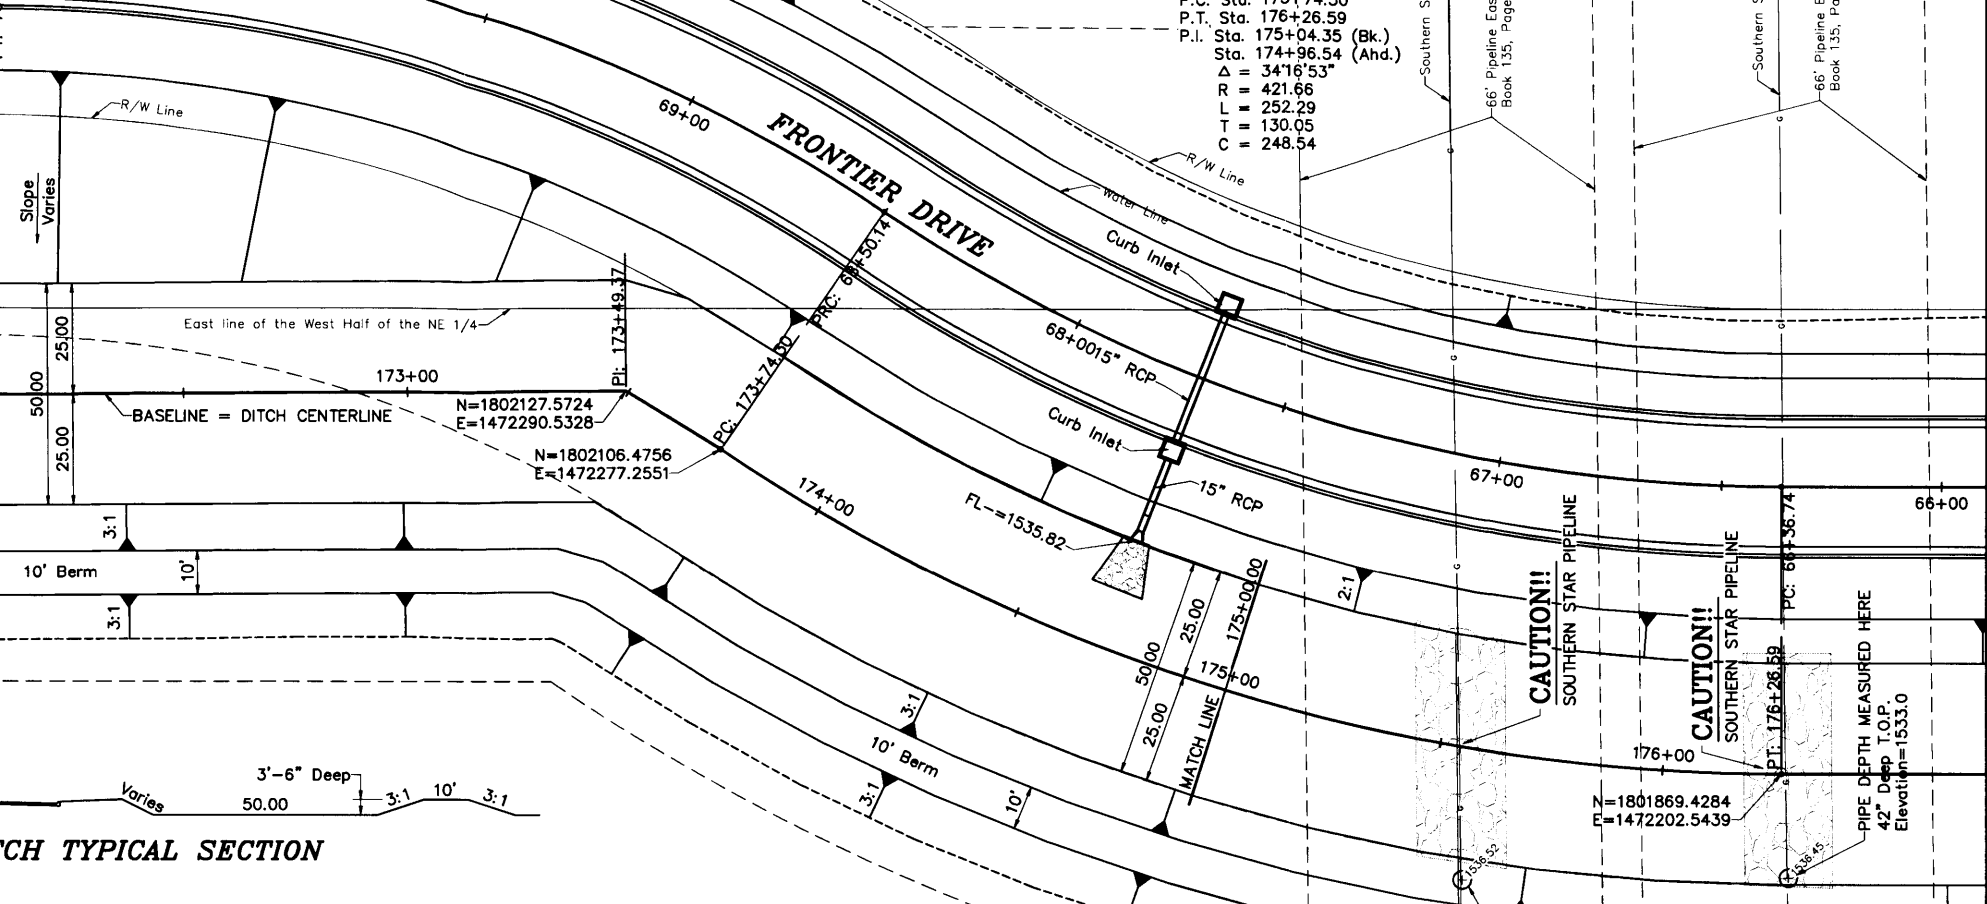 P.T. Sta. 176+26.59
P.I. Sta. 175+04.35 (Bk.)
Sta. 174+96.54 (Ahd.)
Δ = 34°16'53"
R = 421.66
L = 252.29
T = 130.05
C = 248.54
Southern S
66' Pipeline Eas
Book 135, Page
Southern S
66' Pipeline E
Book 135, Pa
R/W Line
69+00
FRONTIER DRIVE
R/W Line
Water Line
Slope
Varies
Curb Inlet
PRC: 68+50.14
PI: 173+49.37
East line of the West Half of the NE 1/4
25.00
50.00
25.00
173+00
BASELINE = DITCH CENTERLINE
N=1802127.5724
E=1472290.5328
PC: 173+74.30
68+00
15" RCP
Curb Inlet
N=1802106.4756
E=1472277.2551
174+00
15" RCP
FL-=1535.82
67+00
66+00
PC: 66+36.74
3:1
10' Berm
10'
3:1
2:1
175+00.00
25.00
50.00
25.00
175+00
MATCH LINE
CAUTION!!
SOUTHERN STAR PIPELINE
CAUTION!!
SOUTHERN STAR PIPELINE
PT: 176+26.59
176+00
PIPE DEPTH MEASURED HERE
42" Deep T.O.P.
Elevation=1533.0
3:1
10' Berm
3:1
10'
N=1801869.4284
E=1472202.5439
1536.52
1536.45
Varies
3'-6" Deep
50.00
3:1
10'
3:1
TCH TYPICAL SECTION
G
G
G
G
G
G
G
G